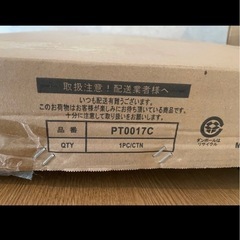 取扱注意！配送業者様へ
いつも配送有難うございます。
このお荷物はお客様が楽しみにお待ち頂いている商品です。
十分に注意して取り扱いをお願いします。
品番 PT0017C
QTY 1PC/CTN
ダンボールは
リサイクル
M